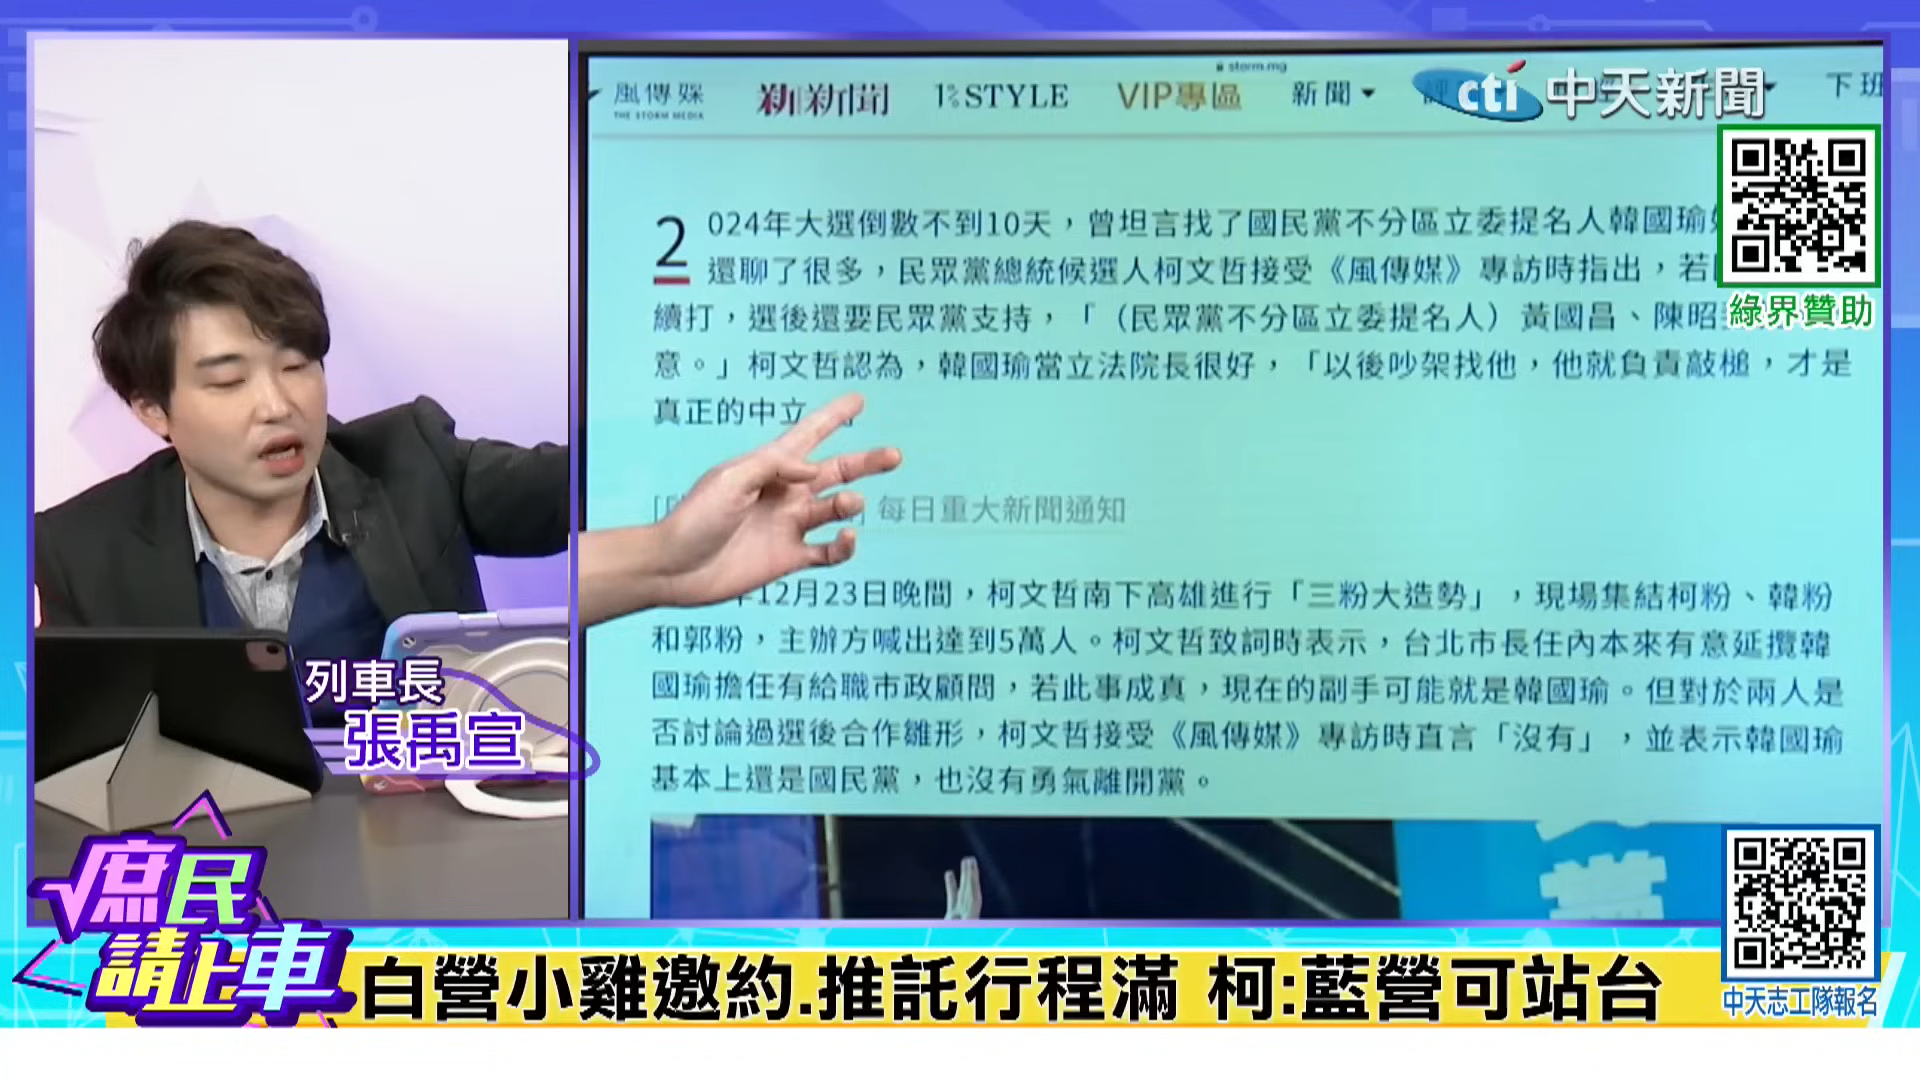 storm.mg
風傳媒
THE STORM MEDIA
新新聞
STYLE
VIP專區
新聞
評
下班
cti 中天新聞
綠界贊助
2024年大選倒數不到10天，曾坦言找了國民黨不分區立委提名人韓國瑜
還聊了很多，民眾黨總統候選人柯文哲接受《風傳媒》專訪時指出，若
續打，選後還要民眾黨支持，「（民眾黨不分區立委提名人）黃國昌、陳昭
意。」柯文哲認為，韓國瑜當立法院長很好，「以後吵架找他，他就負責敲槌，才是
真正的中立
每日重大新聞通知
年12月23日晚間，柯文哲南下高雄進行「三粉大造勢」，現場集結柯粉、韓粉
和郭粉，主辦方喊出達到5萬人。柯文哲致詞時表示，台北市長任內本來有意延攬韓
國瑜擔任有給職市政顧問，若此事成真，現在的副手可能就是韓國瑜。但對於兩人是
否討論過選後合作雛形，柯文哲接受《風傳媒》專訪時直言「沒有」，並表示韓國瑜
基本上還是國民黨，也沒有勇氣離開黨。
列車長
張禹宣
庶民
請上車
白營小雞邀約.推託行程滿 柯:藍營可站台
中天志工隊報名